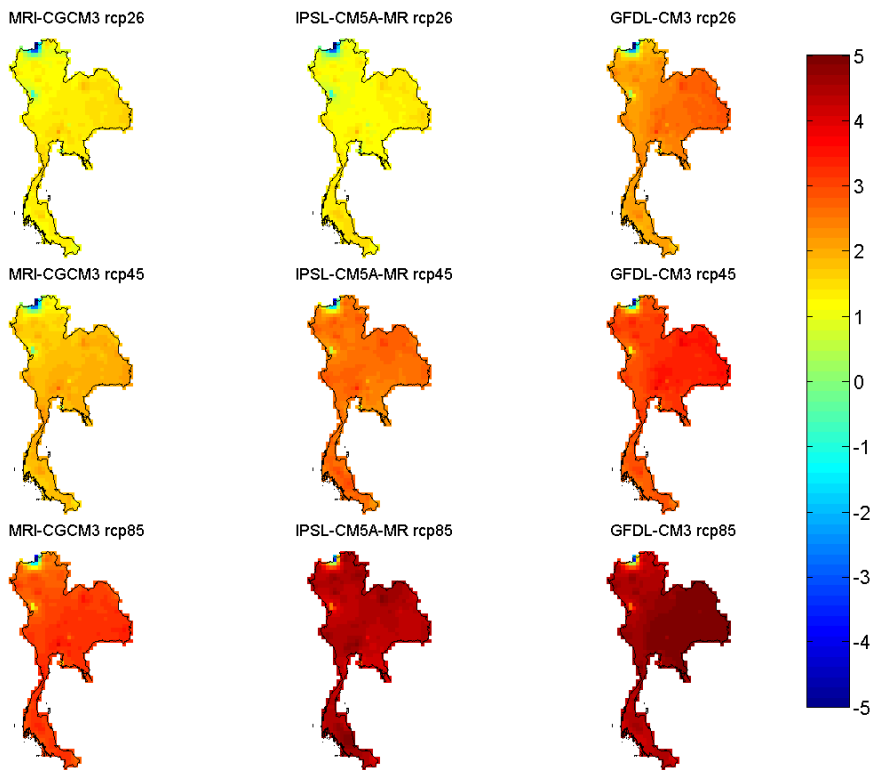 MRI-CGCM3 rcp26
IPSL-CM5A-MR rcp26
GFDL-CM3 rcp26
MRI-CGCM3 rcp45
IPSL-CM5A-MR rcp45
GFDL-CM3 rcp45
MRI-CGCM3 rcp85
IPSL-CM5A-MR rcp85
GFDL-CM3 rcp85
5
4
3
2
1
0
-1
-2
-3
-4
-5